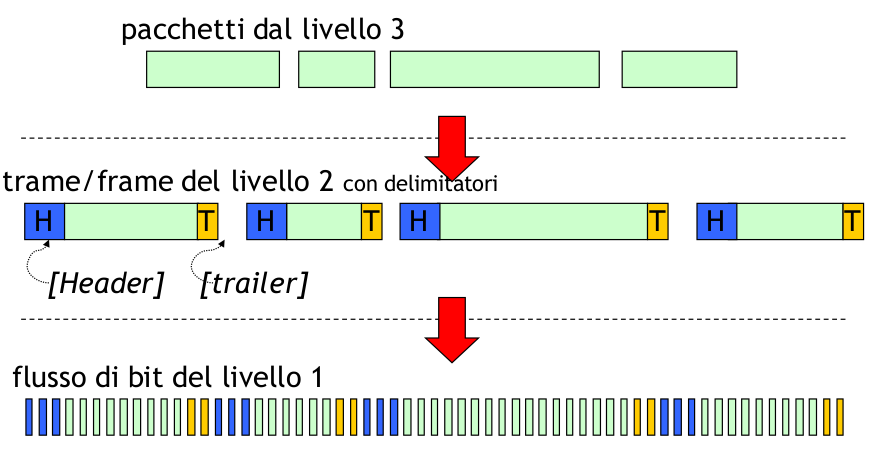 pacchetti dal livello 3
trame/frame del livello 2 con delimitatori
H T H T H T H T
[Header] [trailer]
flusso di bit del livello 1